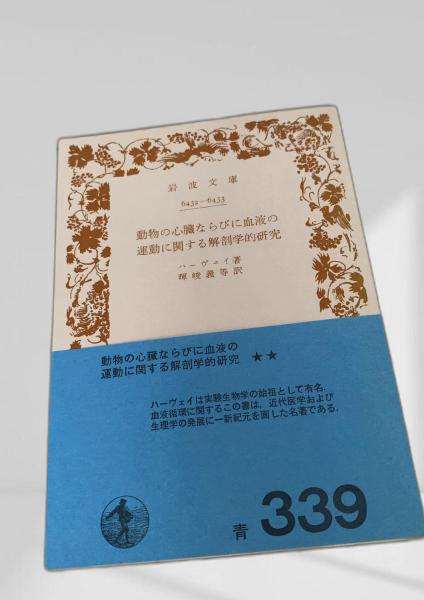 岩波文庫
6432—6433
動物の心臓ならびに血液の
運動に関する解剖学的研究
ハーヴェイ著
暉峻義等訳
動物の心臓ならびに血液の
運動に関する解剖学的研究 ★★
ハーヴェイは実験生物学の始祖として有名.
血液循環に関するこの書は, 近代医学および
生理学の発展に一新紀元を画した名著である.
青 339